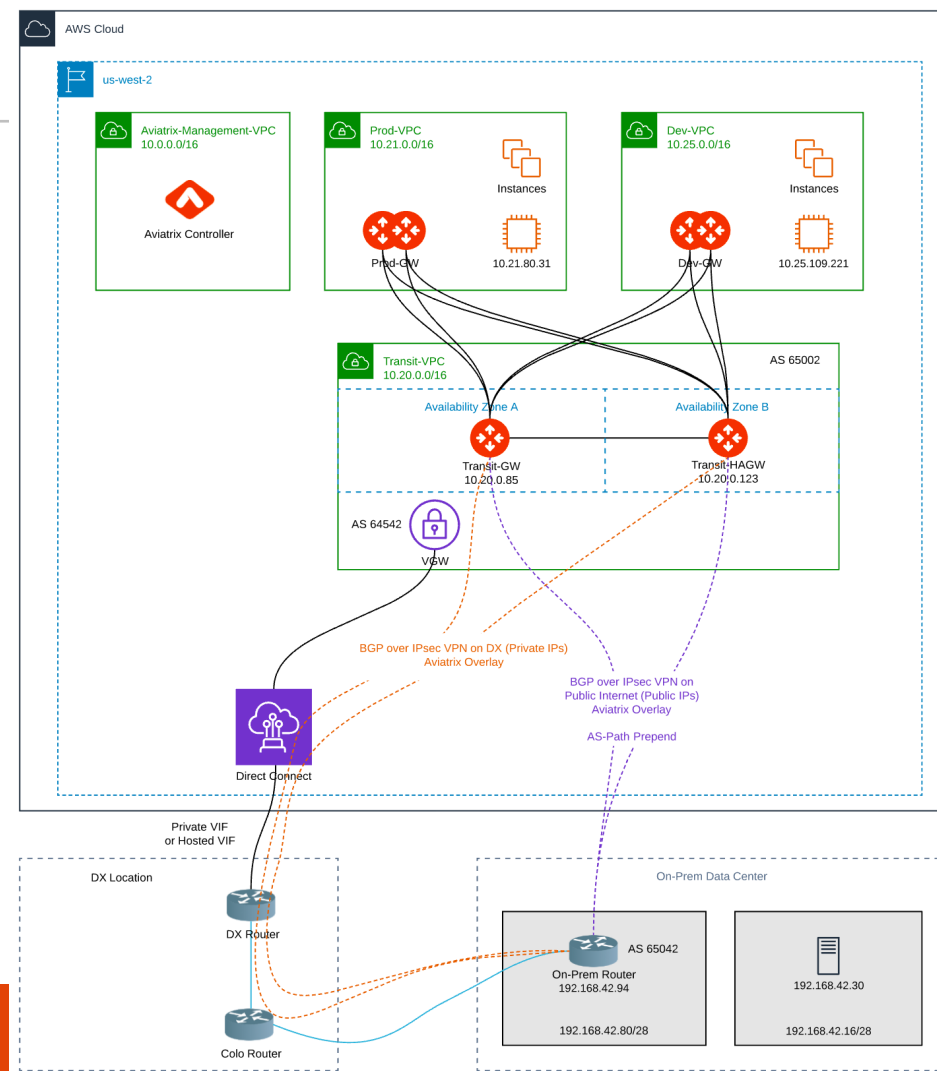 AWS Cloud
us-west-2
Aviatrix-Management-VPC
10.0.0.0/16
Aviatrix Controller
Prod-VPC
10.21.0.0/16
Instances
Prod-GW
10.21.80.31
Dev-VPC
10.25.0.0/16
Instances
Dev-GW
10.25.109.221
Transit-VPC
10.20.0.0/16
AS 65002
Availability Zone A
Availability Zone B
Transit-GW
10.20.0.85
Transit-HAGW
10.20.0.123
AS 64542
VGW
BGP over IPsec VPN on DX (Private IPs)
Aviatrix Overlay
BGP over IPsec VPN on
Public Internet (Public IPs)
Aviatrix Overlay
AS-Path Prepend
Direct Connect
Private VIF
or Hosted VIF
DX Location
DX Router
Colo Router
On-Prem Data Center
AS 65042
On-Prem Router
192.168.42.94
192.168.42.80/28
192.168.42.30
192.168.42.16/28